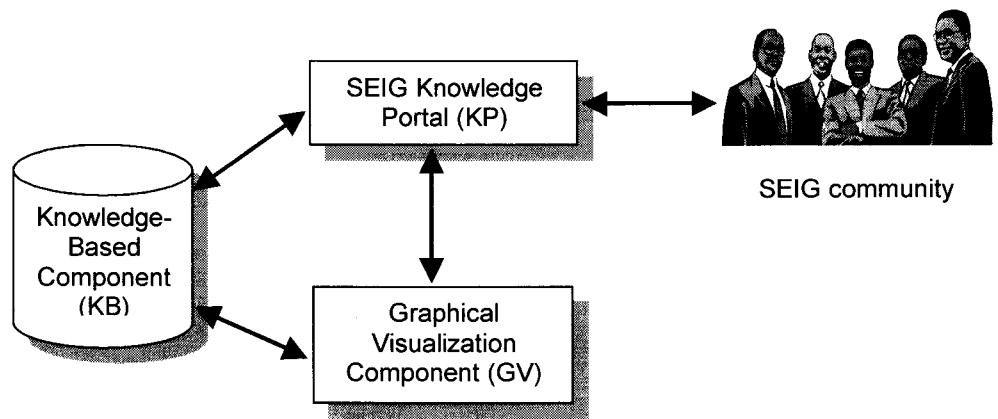 SEIG Knowledge
Portal (KP)
SEIG community
Knowledge-
Based
Component
(KB)
Graphical
Visualization
Component (GV)